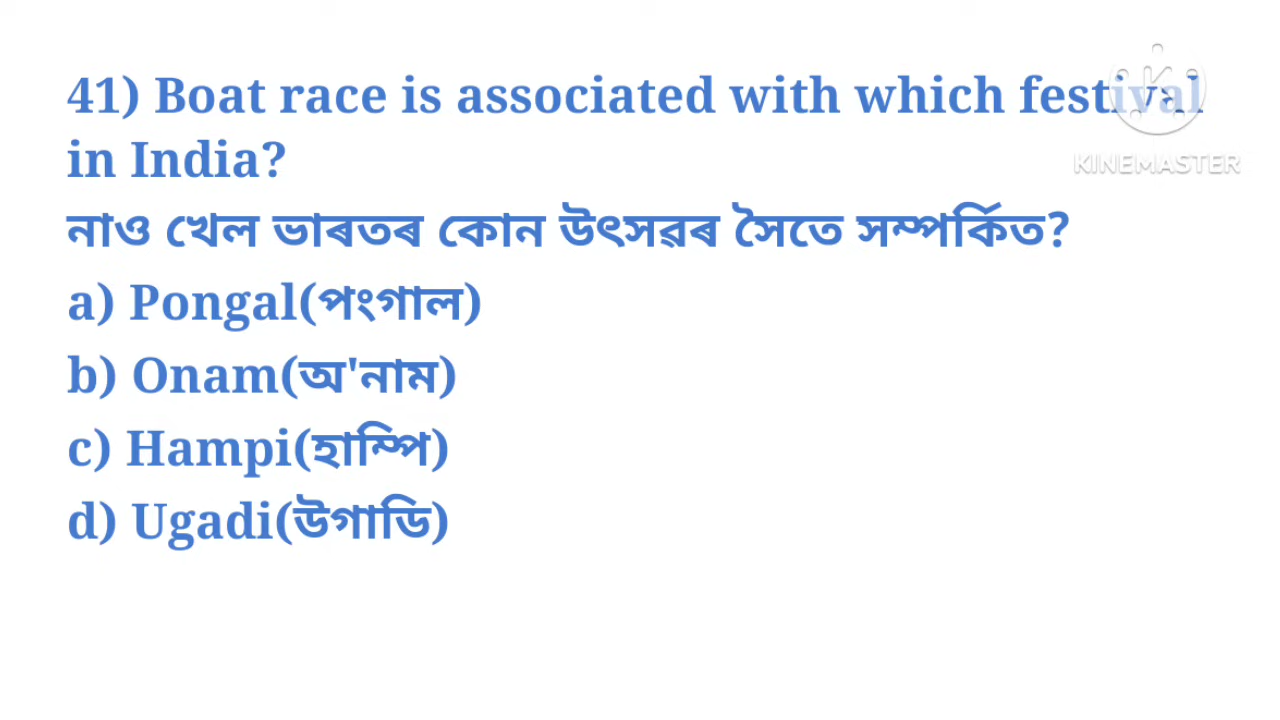 41) Boat race is associated with which festival
in India?
নাও খেল ভাৰতৰ কোন উৎসৱৰ সৈতে সম্পৰ্কিত?
a) Pongal(পংগাল)
b) Onam(অ'নাম)
c) Hampi(হাম্পি)
d) Ugadi(উগাডি)
KINEMASTER